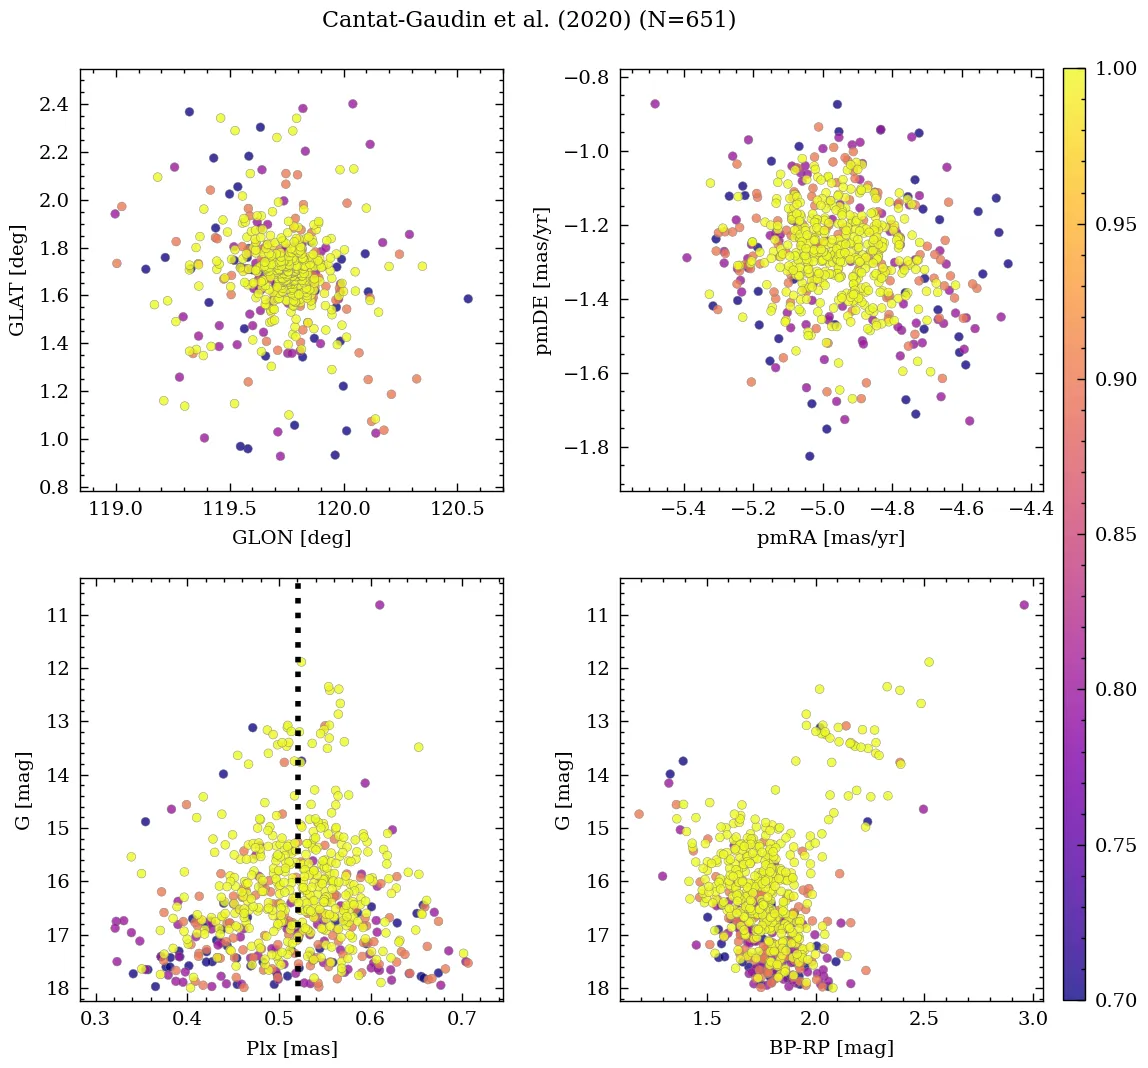 Cantat-Gaudin et al. (2020) (N=651)
2.4
2.2
2.0
1.8
1.6
1.4
1.2
1.0
0.8
GLAT [deg]
119.0 119.5 120.0 120.5
GLON [deg]
−0.8
−1.0
−1.2
−1.4
−1.6
−1.8
pmDE [mas/yr]
−5.4 −5.2 −5.0 −4.8 −4.6 −4.4
pmRA [mas/yr]
11
12
13
14
15
16
17
18
G [mag]
0.3 0.4 0.5 0.6 0.7
Plx [mas]
11
12
13
14
15
16
17
18
G [mag]
1.5 2.0 2.5 3.0
BP-RP [mag]
1.00
0.95
0.90
0.85
0.80
0.75
0.70